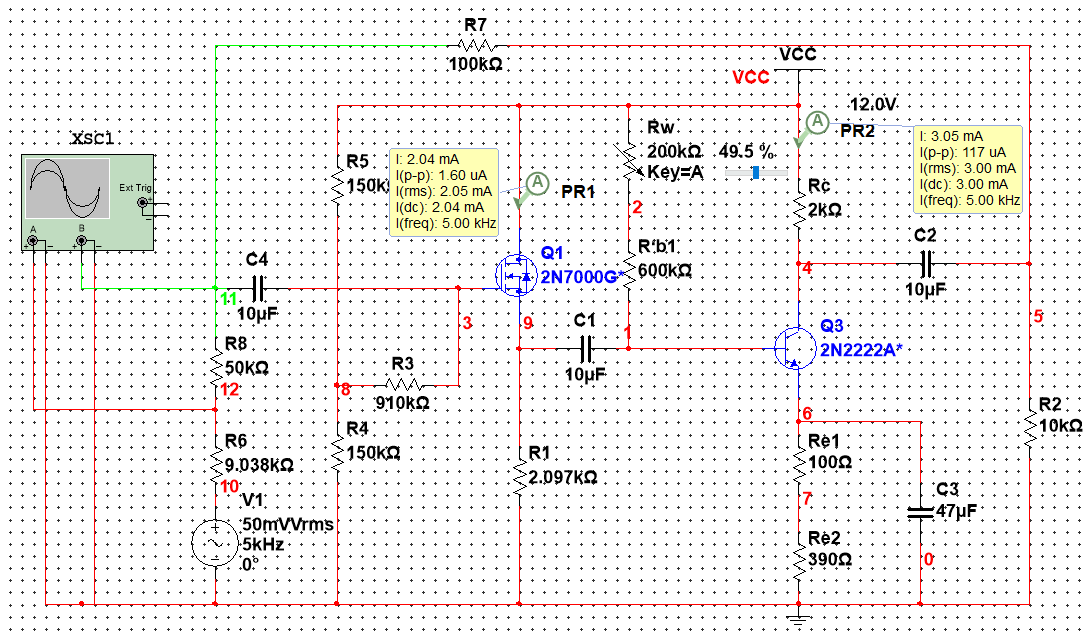 R7
100kΩ
VCC
VCC
12.0V
XSC1
Ext Trig
+
−
A
B
+
−
+
−
R5
150k
I: 2.04 mA
I(p-p): 1.60 uA
I(rms): 2.05 mA
I(dc): 2.04 mA
I(freq): 5.00 kHz
A
PR1
Rw
200kΩ
Key=A
49.5 %
A
PR2
I: 3.05 mA
I(p-p): 117 uA
I(rms): 3.00 mA
I(dc): 3.00 mA
I(freq): 5.00 kHz
Rc
2kΩ
2
R'b1
600kΩ
Q1
2N7000G*
C4
10µF
11
3
9
C1
10µF
1
4
C2
10µF
5
Q3
2N2222A*
R8
50kΩ
12
8
R3
910kΩ
R6
9.038kΩ
10
R4
150kΩ
R1
2.097kΩ
6
Re1
100Ω
7
Re2
390Ω
C3
47µF
0
R2
10kΩ
V1
50mVVrms
5kHz
0°
+
−